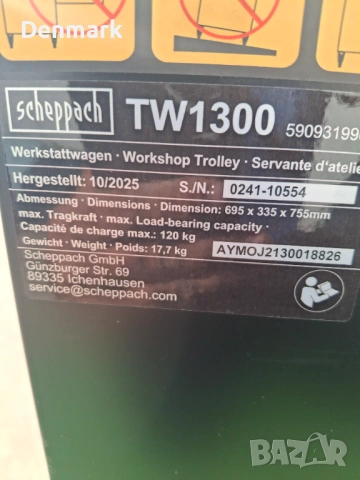 Denmark
scheppach TW1300 590931990
Werkstattwagen · Workshop Trolley · Servante d'atelie
Hergestellt: 10/2025 S./N.: 0241-10554
Abmessung · Dimensions · Dimension: 695 x 335 x 755mm
max. Tragkraft · max. Load-bearing capacity ·
Capacité de charge max.: 120 kg
Gewicht · Weight · Poids: 17,7 kg AYMOJ2130018826
Scheppach GmbH
Günzburger Str. 69
89335 Ichenhausen
service@scheppach.com
BAZAR